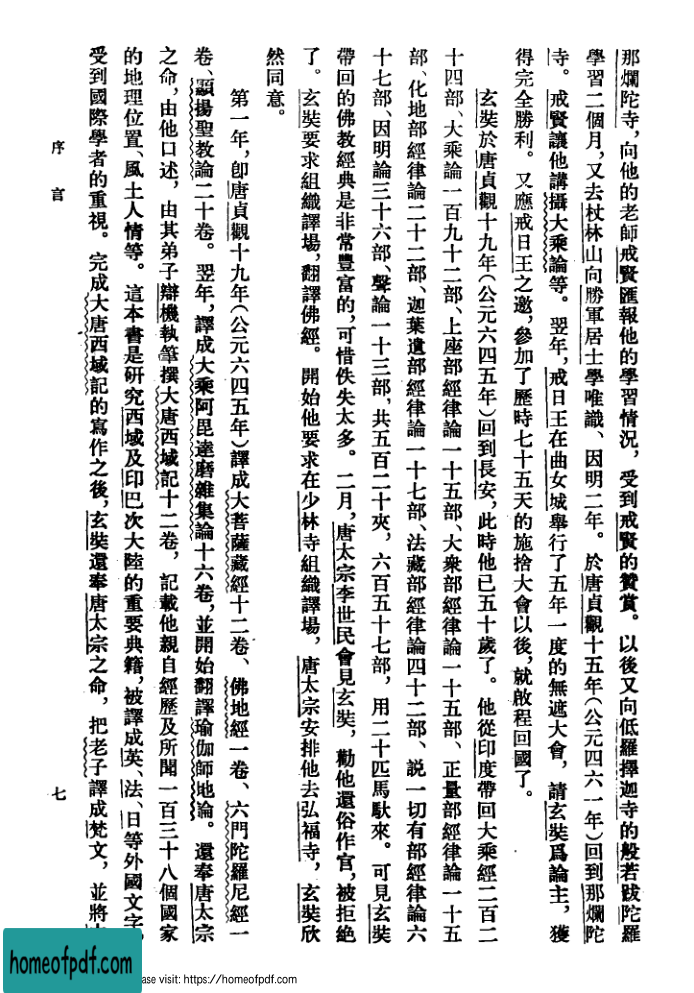 那爛陀寺，向他的老師戒賢匯報他的學習情況，受到戒賢的贊賞。以後又向低羅擇迦寺的般若跋陀羅
學習二個月，又去杖林山向勝軍居士學唯識、因明二年。於唐貞觀十五年（公元六四一年）回到那爛陀
寺。戒賢讓他講攝大乘論等。翌年，戒日王在曲女城舉行了五年一度的無遮大會，請玄奘爲論主，獲
得完全勝利。又應戒日王之邀，參加了歷時七十五天的施捨大會以後，就啟程回國了。
玄奘於唐貞觀十九年（公元六四五年）回到長安，此時他已五十歲了。他從印度帶回大乘經二百二
十四部、大乘論一百九十二部、上座部經律論一十五部、大衆部經律論一十五部、正量部經律論一十五
部、化地部經律論二十二部、迦葉遺部經律論一十七部、法藏部經律論四十二部、説一切有部經律論六
十七部、因明論三十六部、聲論一十三部，共五百二十夾，六百五十七部，用二十匹馬馱來。可見玄奘
帶回的佛教經典是非常豐富的，可惜佚失太多。二月，唐太宗李世民會見玄奘，勸他還俗作官，被拒絶
了。玄奘要求組織譯場，翻譯佛經。開始他要求在少林寺組織譯場，唐太宗安排他去弘福寺，玄奘欣
然同意。
第一年，卽唐貞觀十九年（公元六四五年）譯成大菩薩藏經十二卷、佛地經一卷、六門陀羅尼經一
卷、顯揚聖教論二十卷。翌年，譯成大乘阿毘達磨雜集論十六卷，並開始翻譯瑜伽師地論。還奉唐太宗
之命，由他口述，由其弟子辯機執筆撰大唐西域記十二卷，記載他親自經歷及所聞一百三十八個國家
的地理位置、風土人情等。這本書是研究西域及印巴次大陸的重要典籍，被譯成英、法、日等外國文字，
受到國際學者的重視。完成大唐西域記的寫作之後，玄奘還奉唐太宗之命，把老子譯成梵文，並將
序言
七
homeofpdf.com
visit: https://homeofpdf.com